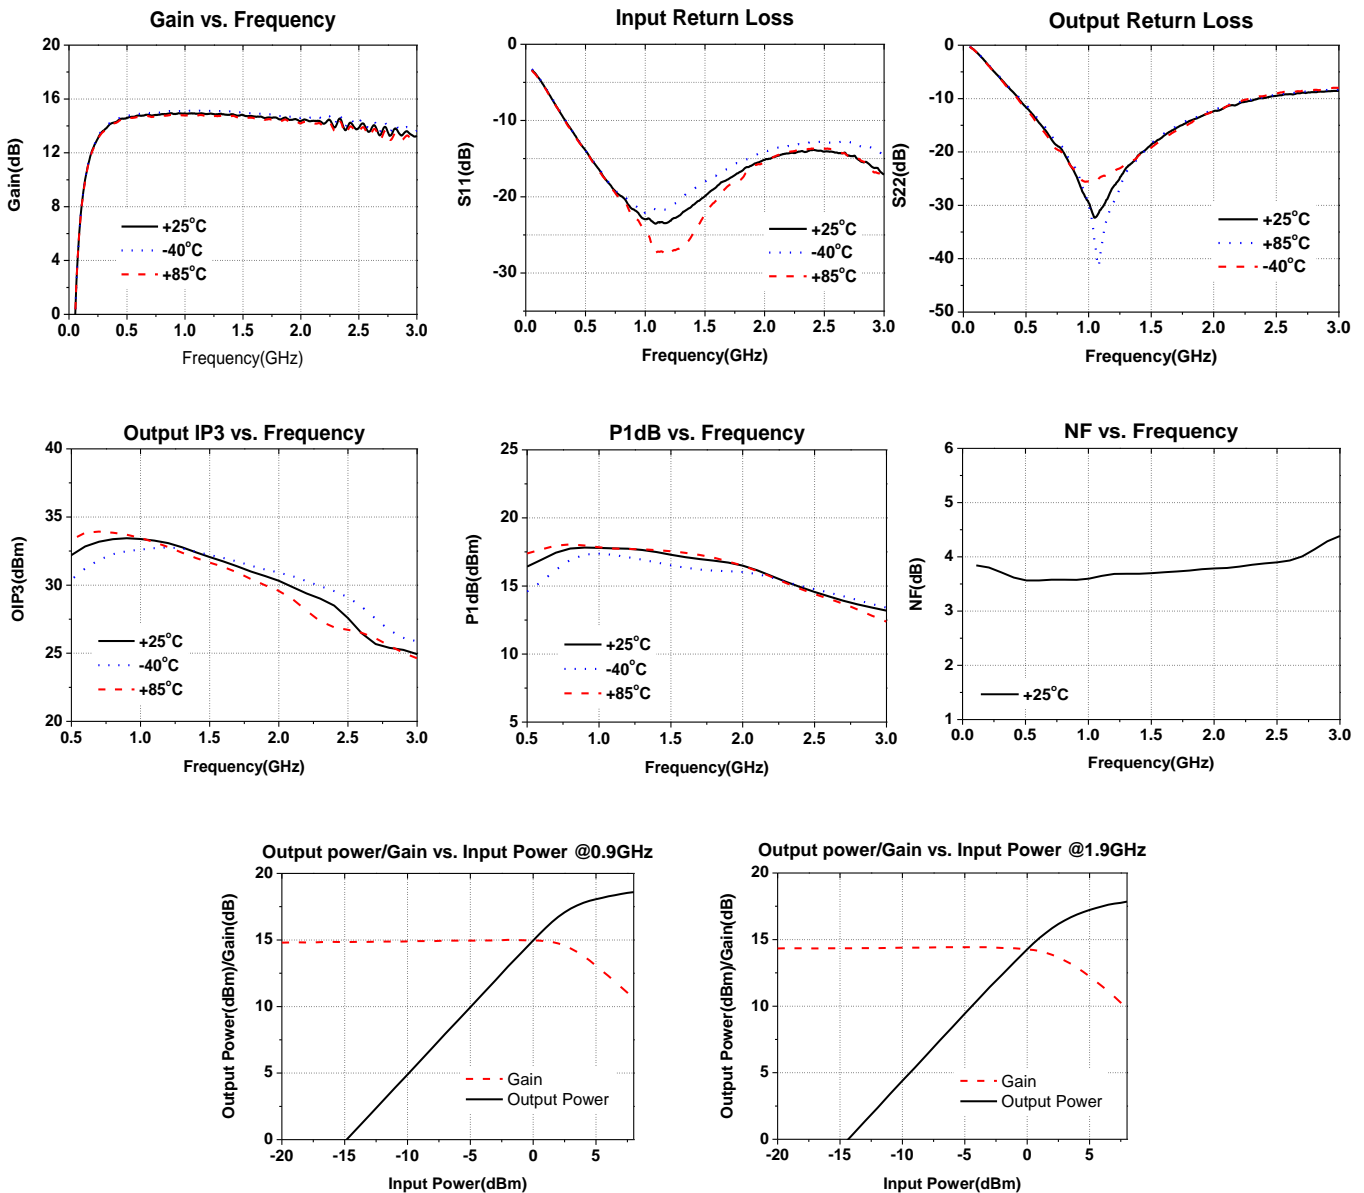 Gain vs. Frequency
20
16
12
8
4
0
Gain(dB)
+25°C
-40°C
+85°C
0.0 0.5 1.0 1.5 2.0 2.5 3.0
Frequency(GHz)
Input Return Loss
0
-10
-20
-30
S11(dB)
+25°C
-40°C
+85°C
0.0 0.5 1.0 1.5 2.0 2.5 3.0
Frequency(GHz)
Output Return Loss
0
-10
-20
-30
-40
-50
S22(dB)
+25°C
+85°C
-40°C
0.0 0.5 1.0 1.5 2.0 2.5 3.0
Frequency(GHz)
Output IP3 vs. Frequency
40
35
30
25
20
OIP3(dBm)
+25°C
-40°C
+85°C
0.5 1.0 1.5 2.0 2.5 3.0
Frequency(GHz)
P1dB vs. Frequency
25
20
15
10
5
P1dB(dBm)
+25°C
-40°C
+85°C
0.5 1.0 1.5 2.0 2.5 3.0
Frequency(GHz)
NF vs. Frequency
6
5
4
3
2
1
NF(dB)
+25°C
0.0 0.5 1.0 1.5 2.0 2.5 3.0
Frequency(GHz)
Output power/Gain vs. Input Power @0.9GHz
20
15
10
5
0
Output Power(dBm)/Gain(dB)
Gain
Output Power
-20 -15 -10 -5 0 5
Input Power(dBm)
Output power/Gain vs. Input Power @1.9GHz
20
15
10
5
0
Output Power(dBm)/Gain(dB)
Gain
Output Power
-20 -15 -10 -5 0 5
Input Power(dBm)